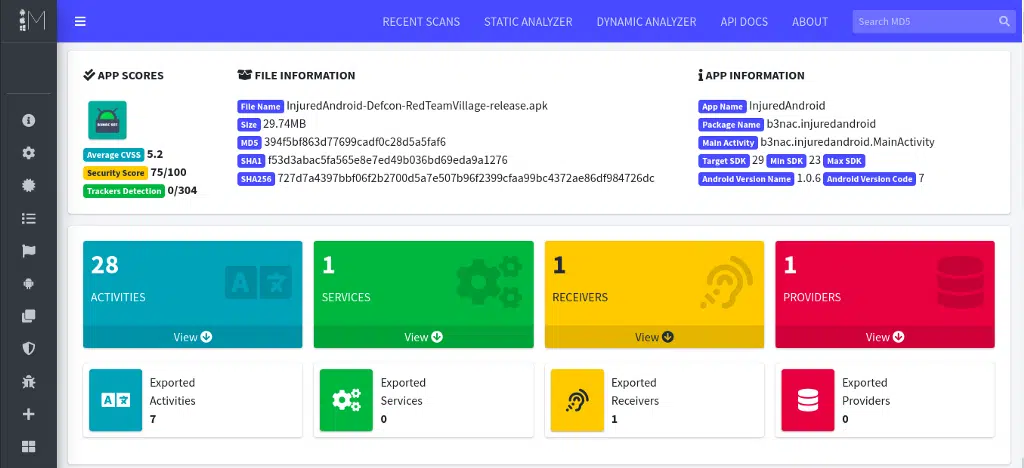 M
RECENT SCANS STATIC ANALYZER DYNAMIC ANALYZER API DOCS ABOUT Search MD5
APP SCORES
Average CVSS 5.2
Security Score 75/100
Trackers Detection 0/304
FILE INFORMATION
File Name InjuredAndroid-Defcon-RedTeamVillage-release.apk
Size 29.74MB
MD5 394f5bf863d77699cadf0c28d5a5faf6
SHA1 f53d3abac5fa565e8e7ed49b036bd69eda9a1276
SHA256 727d7a4397bbf06f2b2700d5a7e507b96f2399cfaa99bc4372ae86df984726dc
APP INFORMATION
App Name InjuredAndroid
Package Name b3nac.injuredandroid
Main Activity b3nac.injuredandroid.MainActivity
Target SDK 29 Min SDK 23 Max SDK
Android Version Name 1.0.6 Android Version Code 7
28
ACTIVITIES
View
1
SERVICES
View
1
RECEIVERS
View
1
PROVIDERS
View
Exported
Activities
7
Exported
Services
0
Exported
Receivers
1
Exported
Providers
0